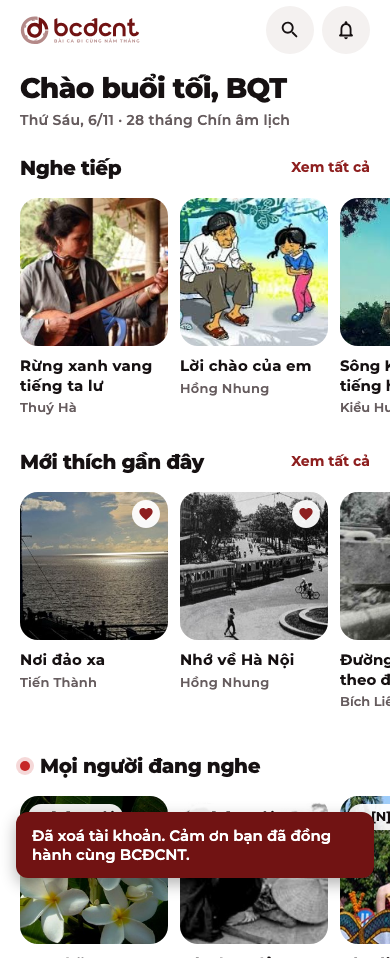 bcdcnt
BÀI CA ĐI CÙNG NĂM THÁNG
Chào buổi tối, BQT
Thứ Sáu, 6/11 · 28 tháng Chín âm lịch
Nghe tiếp
Xem tất cả
Rừng xanh vang
tiếng ta lư
Thuý Hà
Lời chào của em
Hồng Nhung
Sông
tiếng
Kiều
Mới thích gần đây
Xem tất cả
Nơi đảo xa
Tiến Thành
Nhớ về Hà Nội
Hồng Nhung
Đường
theo
Bích
Mọi người đang nghe
[N]
Đã xoá tài khoản. Cảm ơn bạn đã đồng
hành cùng BCĐCNT.